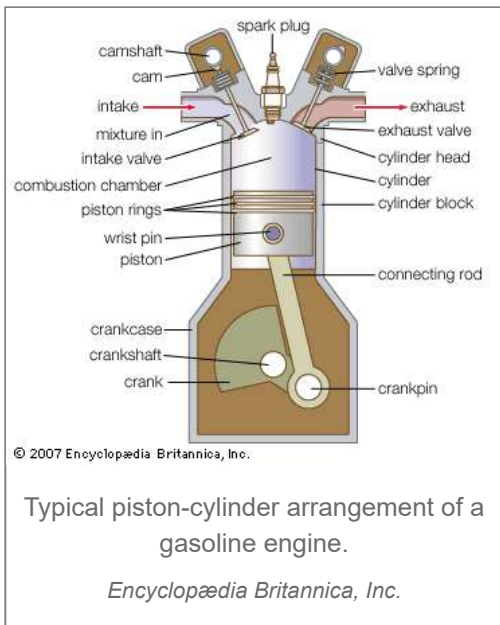 spark plug
camshaft
cam
valve spring
intake
exhaust
mixture in
exhaust valve
intake valve
cylinder head
combustion chamber
cylinder
piston rings
cylinder block
wrist pin
piston
connecting rod
crankcase
crankshaft
crank
crankpin
© 2007 Encyclopædia Britannica, Inc.
Typical piston-cylinder arrangement of a
gasoline engine.
Encyclopædia Britannica, Inc.